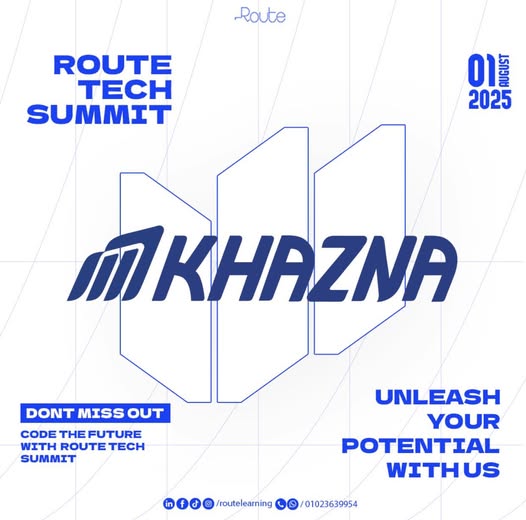 Route
ROUTE
TECH
SUMMIT
01 AUGUST
2025
KHAZNA
DONT MISS OUT
CODE THE FUTURE
WITH ROUTE TECH
SUMMIT
UNLEASH
YOUR
POTENTIAL
WITH US
/routelearning / 01023639954